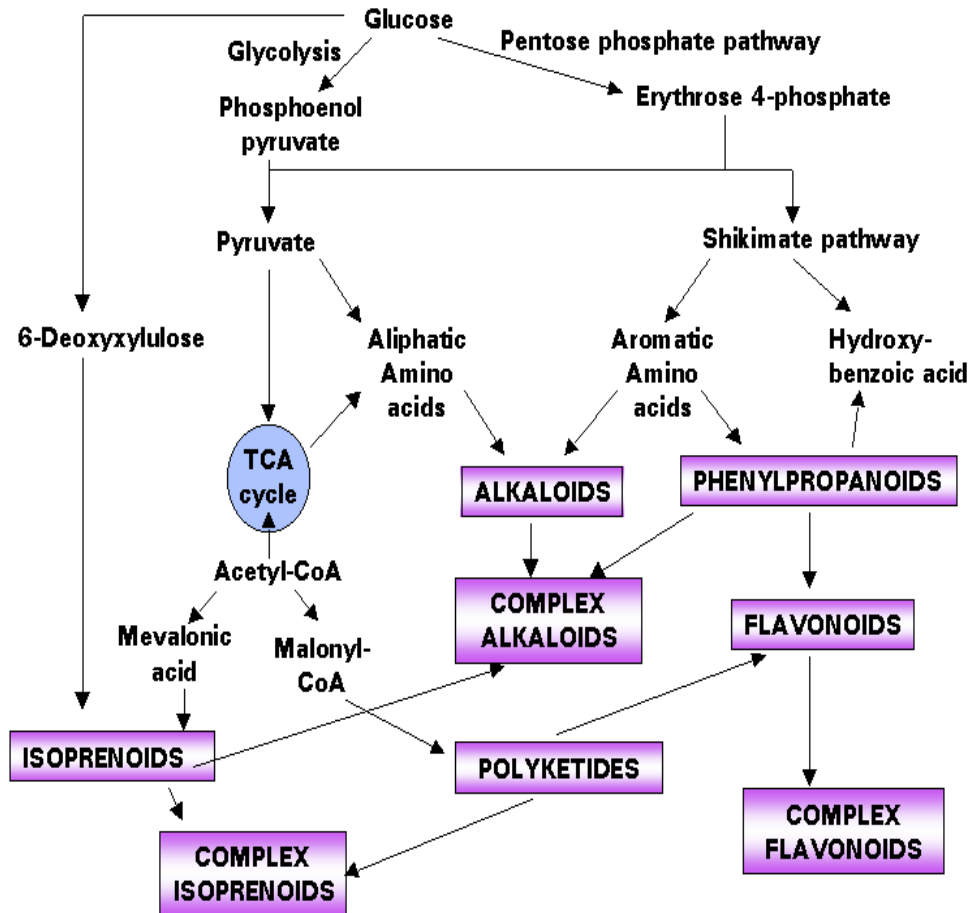 Glucose
Glycolysis
Pentose phosphate pathway
Phosphoenol
pyruvate
Erythrose 4-phosphate
Pyruvate
Shikimate pathway
6-Deoxyxylulose
Aliphatic
Amino
acids
Aromatic
Amino
acids
Hydroxy-
benzoic acid
TCA
cycle
ALKALOIDS
PHENYLPROPANOIDS
Acetyl-CoA
COMPLEX
ALKALOIDS
FLAVONOIDS
Mevalonic
acid
Malonyl-
CoA
ISOPRENOIDS
POLYKETIDES
COMPLEX
ISOPRENOIDS
COMPLEX
FLAVONOIDS